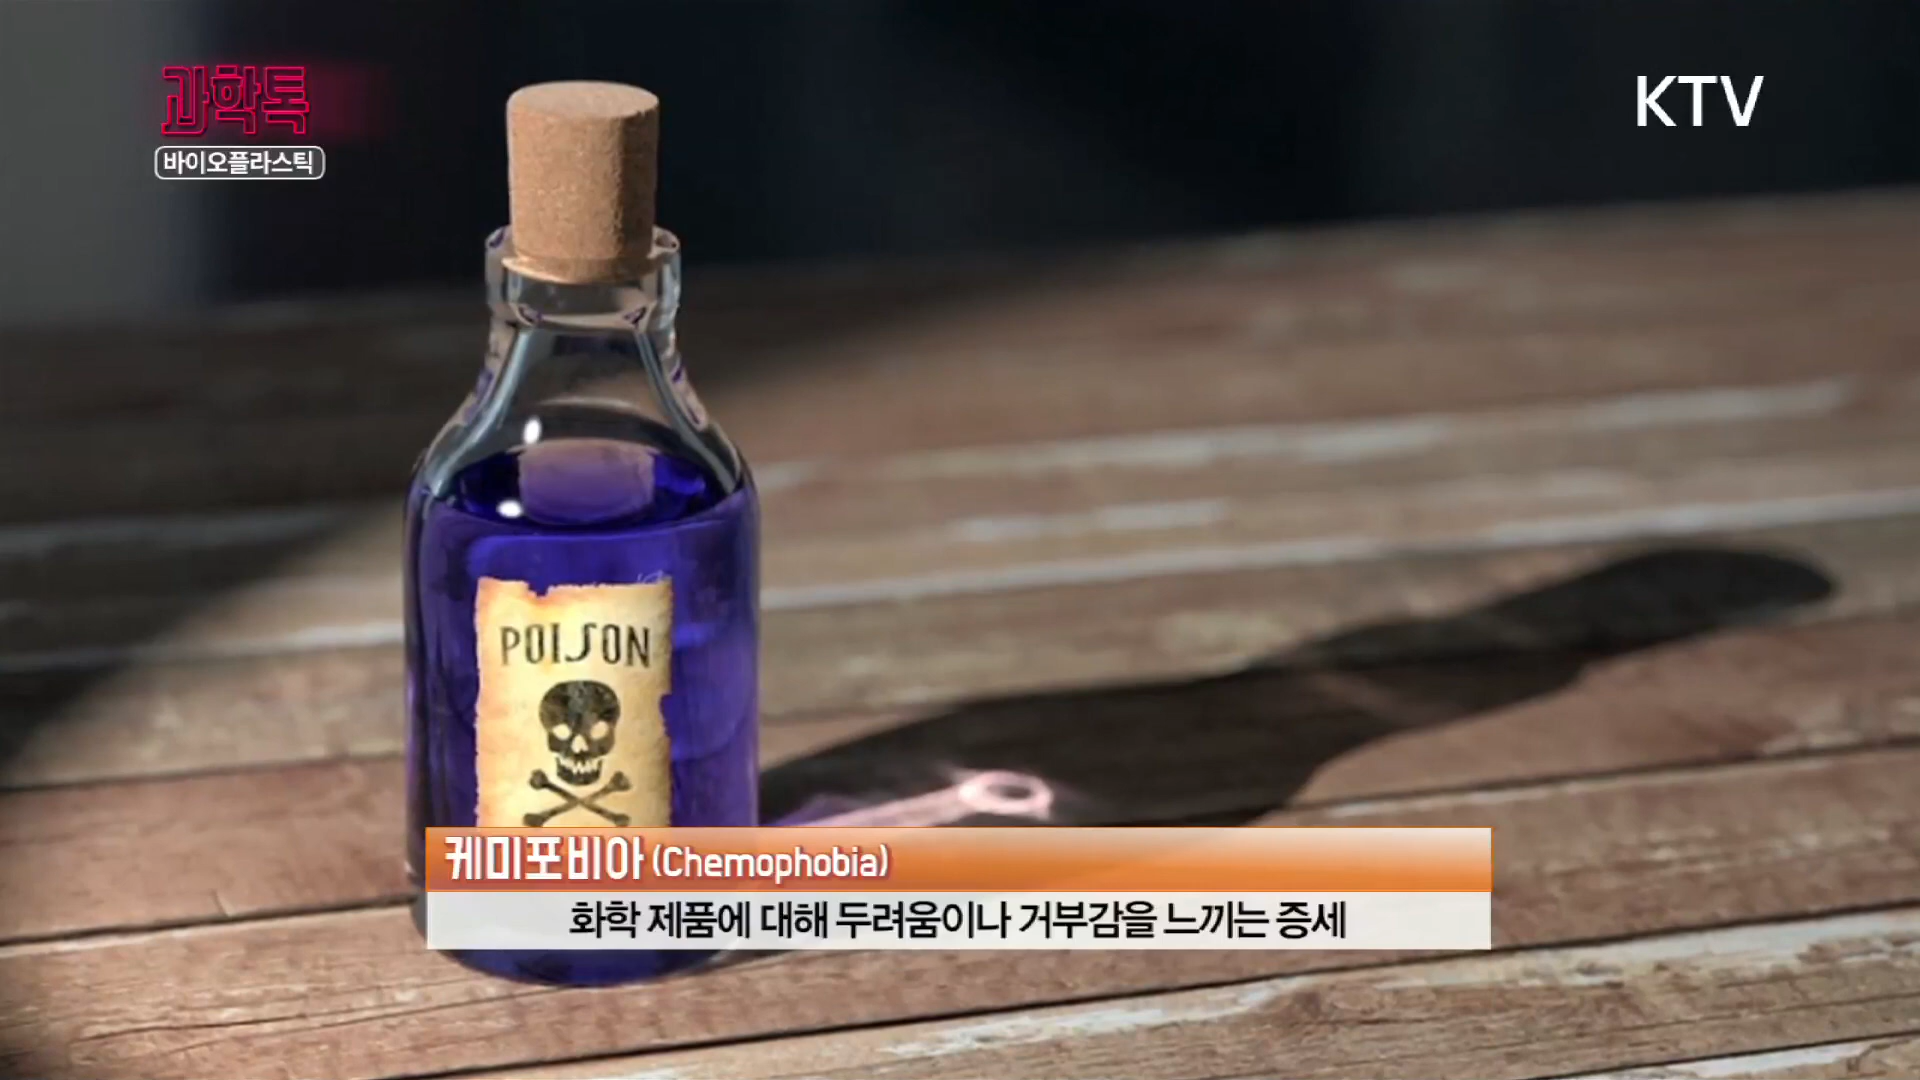 과학톡
바이오플라스틱
KTV
POISON
케미포비아 (Chemophobia)
화학 제품에 대해 두려움이나 거부감을 느끼는 증세